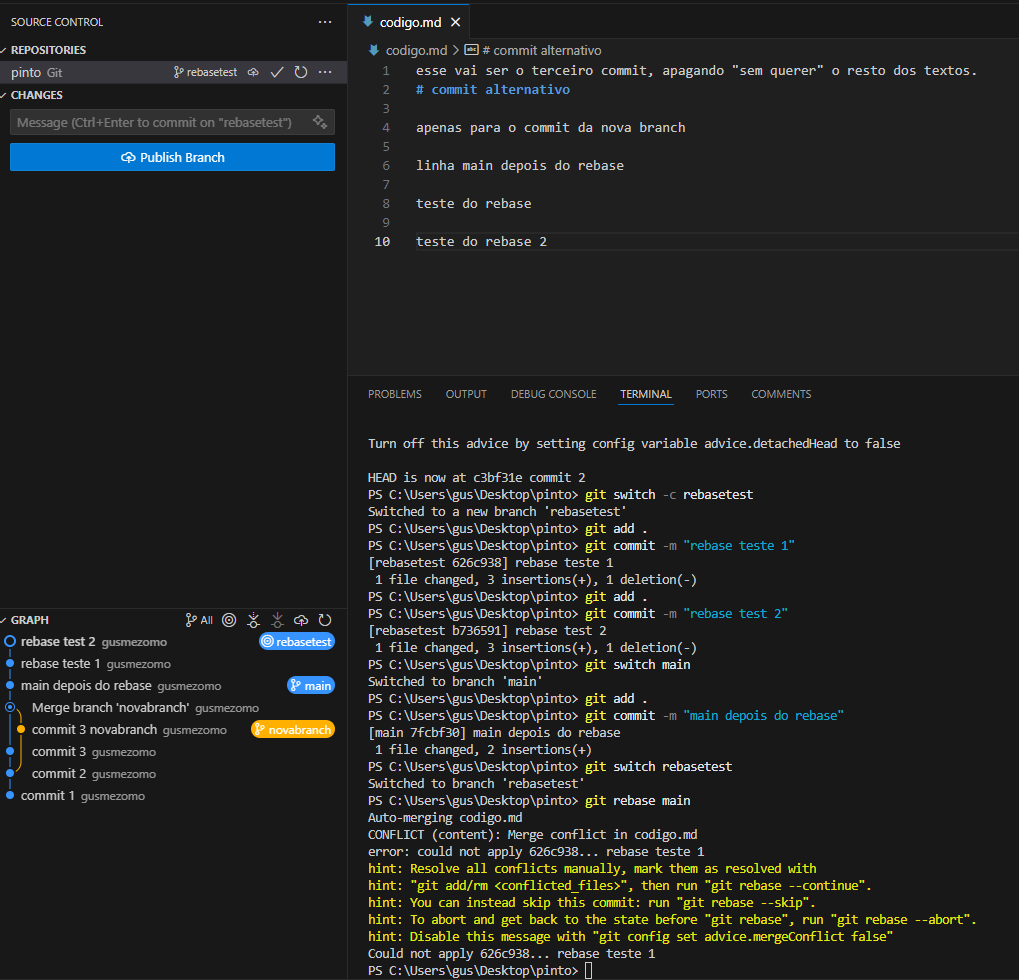 SOURCE CONTROL
REPOSITORIES
pinto Git rebasetest
CHANGES
Message (Ctrl+Enter to commit on "rebasetest")
Publish Branch
GRAPH
All
rebase test 2 gusmezomo rebasetest
rebase teste 1 gusmezomo
main depois do rebase gusmezomo main
Merge branch 'novabranch' gusmezomo
commit 3 novabranch gusmezomo novabranch
commit 3 gusmezomo
commit 2 gusmezomo
commit 1 gusmezomo
codigo.md
codigo.md > abc # commit alternativo
1 esse vai ser o terceiro commit, apagando "sem querer" o resto dos textos.
2 # commit alternativo
3
4 apenas para o commit da nova branch
5
6 linha main depois do rebase
7
8 teste do rebase
9
10 teste do rebase 2
PROBLEMS OUTPUT DEBUG CONSOLE TERMINAL PORTS COMMENTS
Turn off this advice by setting config variable advice.detachedHead to false
HEAD is now at c3bf31e commit 2
PS C:\Users\gus\Desktop\pinto> git switch -c rebasetest
Switched to a new branch 'rebasetest'
PS C:\Users\gus\Desktop\pinto> git add .
PS C:\Users\gus\Desktop\pinto> git commit -m "rebase teste 1"
[rebasetest 626c938] rebase teste 1
1 file changed, 3 insertions(+), 1 deletion(-)
PS C:\Users\gus\Desktop\pinto> git add .
PS C:\Users\gus\Desktop\pinto> git commit -m "rebase test 2"
[rebasetest b736591] rebase test 2
1 file changed, 3 insertions(+), 1 deletion(-)
PS C:\Users\gus\Desktop\pinto> git switch main
Switched to branch 'main'
PS C:\Users\gus\Desktop\pinto> git add .
PS C:\Users\gus\Desktop\pinto> git commit -m "main depois do rebase"
[main 7fcbf30] main depois do rebase
1 file changed, 2 insertions(+)
PS C:\Users\gus\Desktop\pinto> git switch rebasetest
Switched to branch 'rebasetest'
PS C:\Users\gus\Desktop\pinto> git rebase main
Auto-merging codigo.md
CONFLICT (content): Merge conflict in codigo.md
error: could not apply 626c938... rebase teste 1
hint: Resolve all conflicts manually, mark them as resolved with
hint: "git add/rm <conflicted_files>", then run "git rebase --continue".
hint: You can instead skip this commit: run "git rebase --skip".
hint: To abort and get back to the state before "git rebase", run "git rebase --abort".
hint: Disable this message with "git config set advice.mergeConflict false"
Could not apply 626c938... rebase teste 1
PS C:\Users\gus\Desktop\pinto>